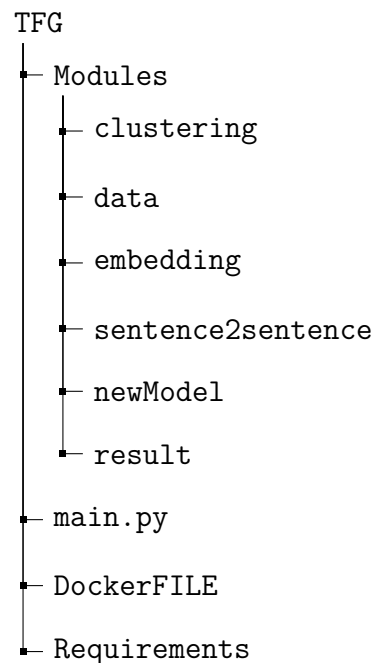 TFG
Modules
clustering
data
embedding
sentence2sentence
newModel
result
main.py
DockerFILE
Requirements